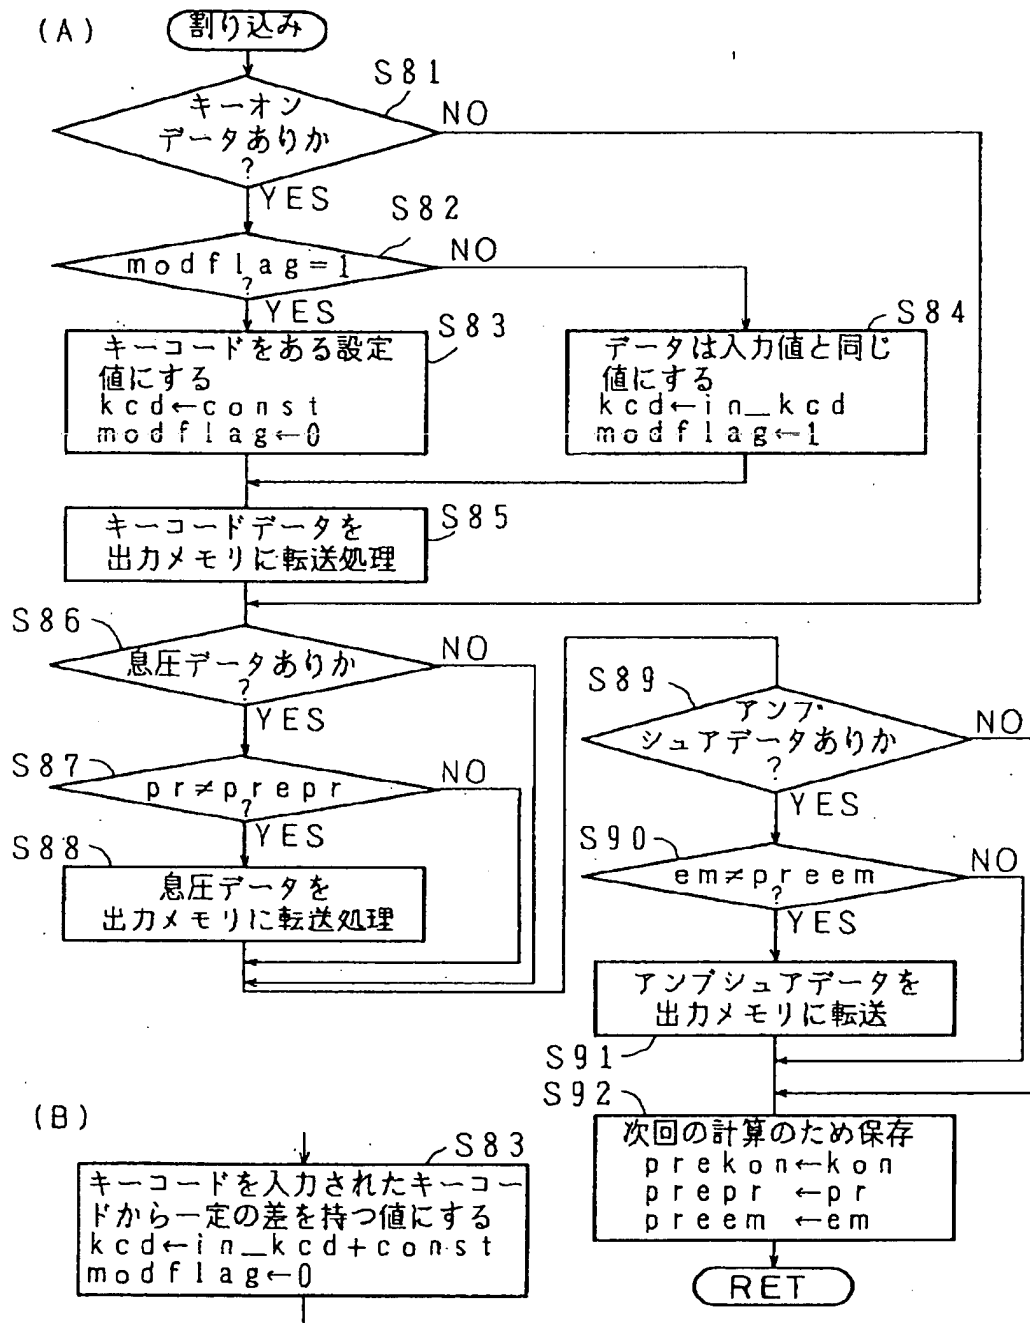 (A)
割り込み
S81
キーオン
データありか
?
NO
YES
S82
modflag=1
?
NO
YES
S83
キーコードをある設定
値にする
kcd←const
modflag←0
S84
データは入力値と同じ
値にする
kcd←in_kcd
modflag←1
S85
キーコードデータを
出力メモリに転送処理
S86
息圧データありか
?
NO
YES
S87
pr≠prepr
?
NO
YES
S88
息圧データを
出力メモリに転送処理
S89
アンブ
シュアデータありか
?
NO
YES
S90
em≠preem
?
NO
YES
アンブシュアデータを
出力メモリに転送
S91
S92
次回の計算のため保存
prekon←kon
prepr ←pr
preem ←em
RET
(B)
S83
キーコードを入力されたキーコー
ドから一定の差を持つ値にする
kcd←in_kcd+const
modflag←0